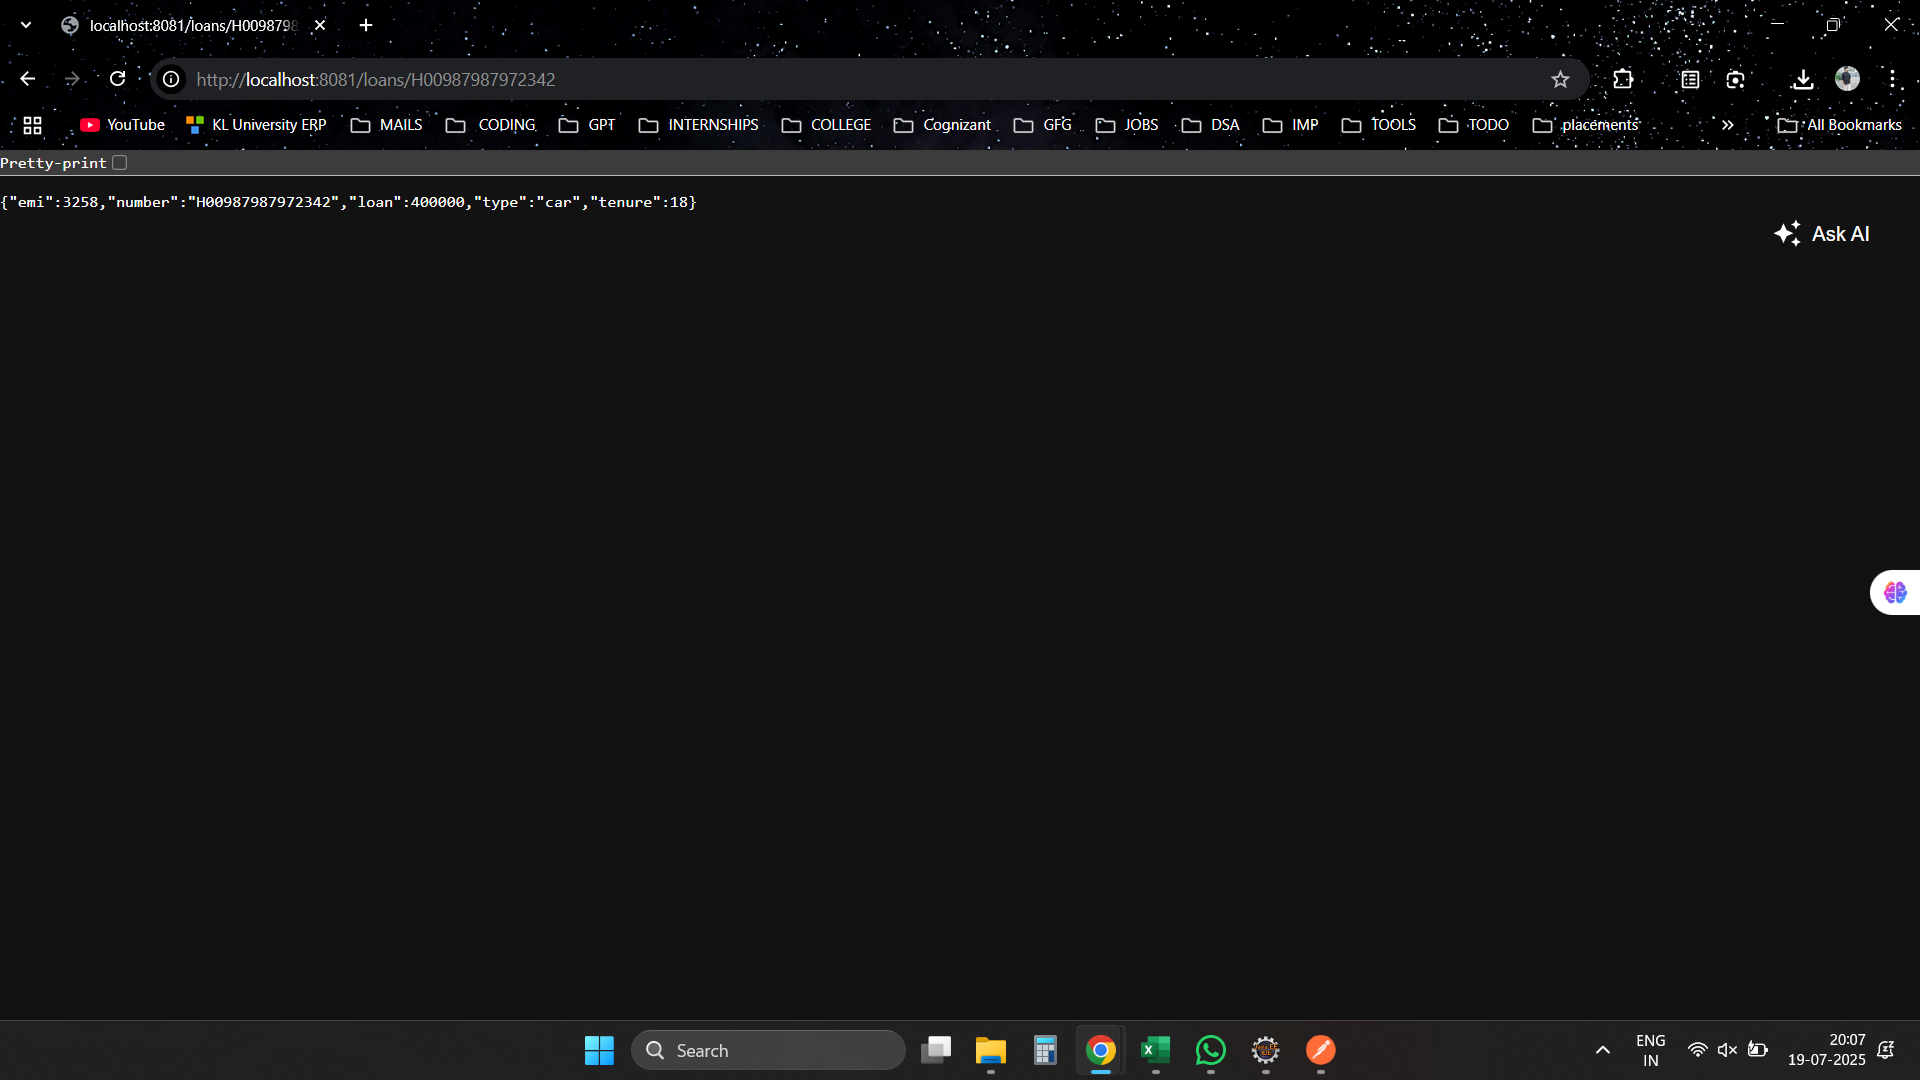 localhost:8081/loans/H0098798
http://localhost:8081/loans/H00987987972342
YouTube KL University ERP MAILS CODING GPT INTERNSHIPS COLLEGE Cognizant GFG JOBS DSA IMP TOOLS TODO placements » All Bookmarks
Pretty-print
{"emi":3258,"number":"H00987987972342","loan":400000,"type":"car","tenure":18}
Ask AI
Search
ENG
IN
20:07
19-07-2025